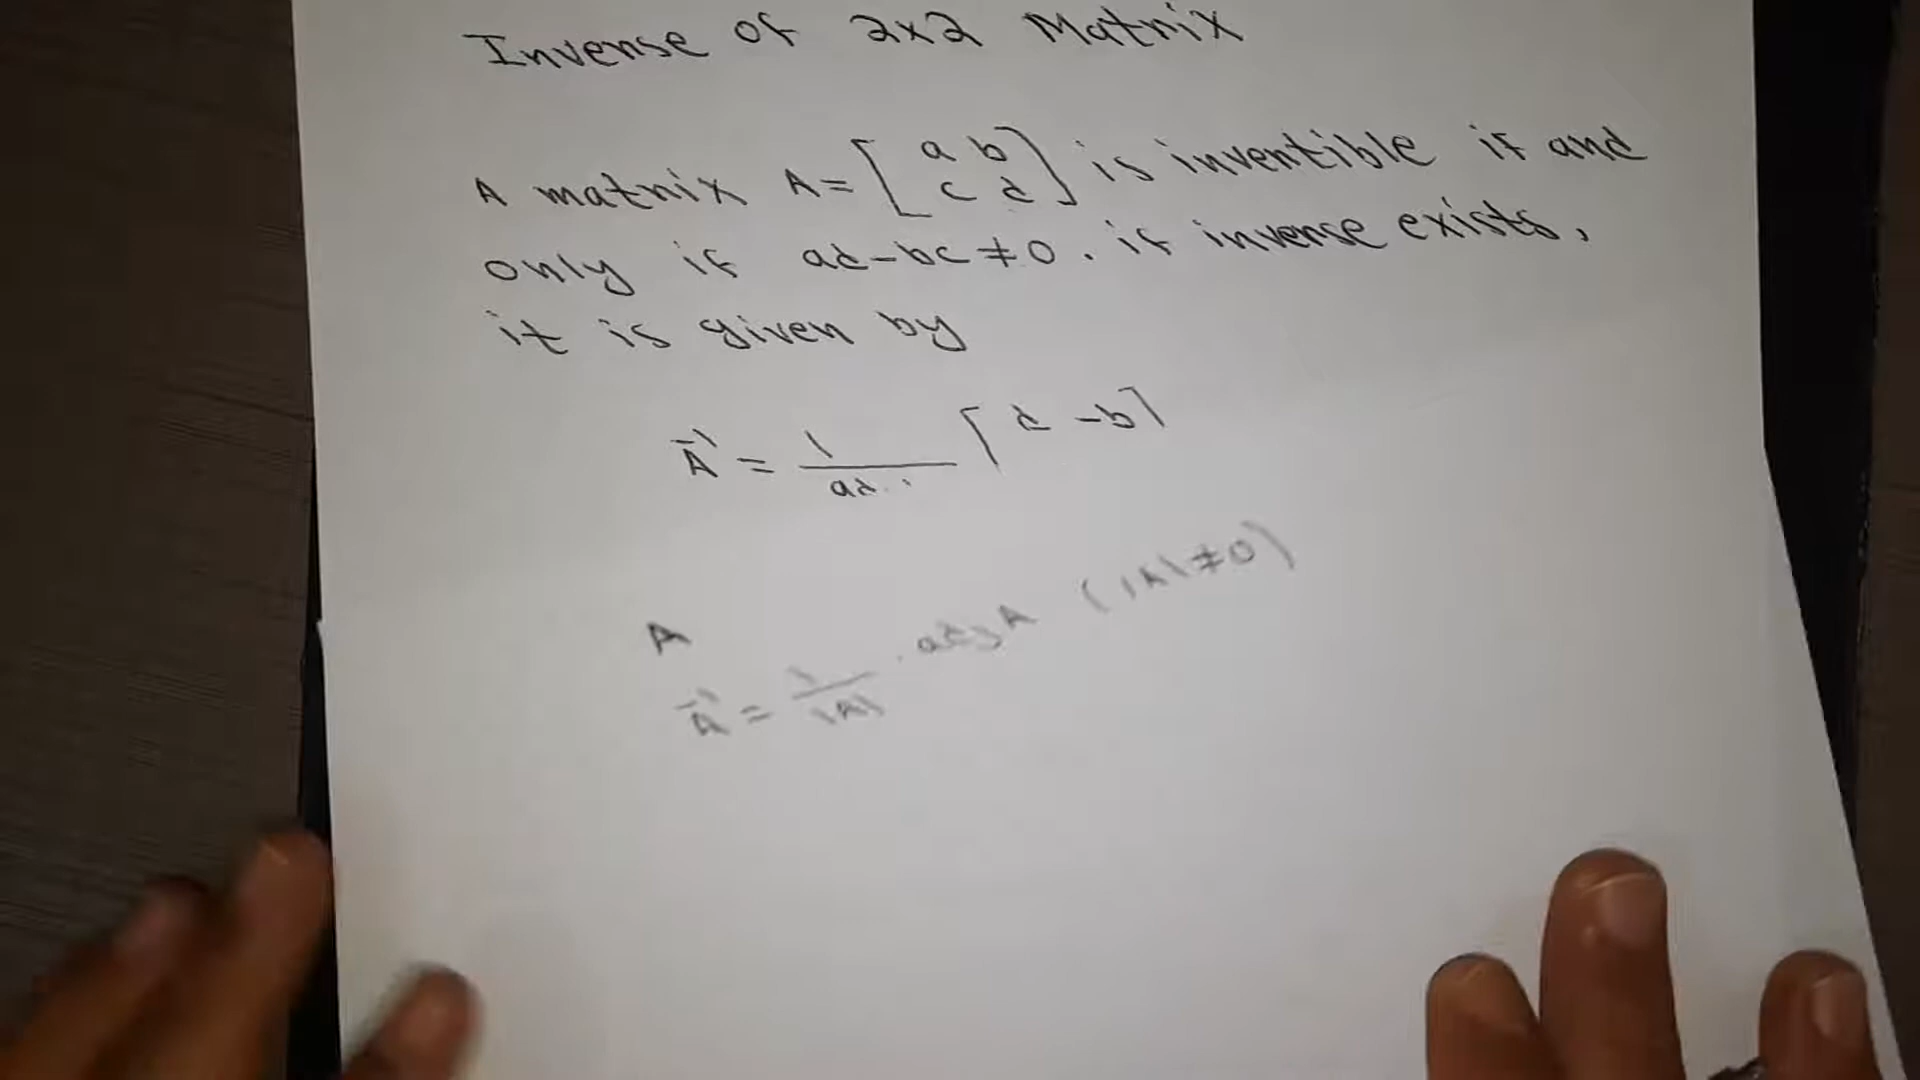 Inverse of 2x2 Matrix
A matrix A = [ a b
c d ] is invertible if and
only if ad-bc ≠ 0. if inverse exists,
it is given by
A⁻¹ = 1/ad.. [ d -b ]
A
A⁻¹ = 1/|A| . adj A (|A| ≠ 0)